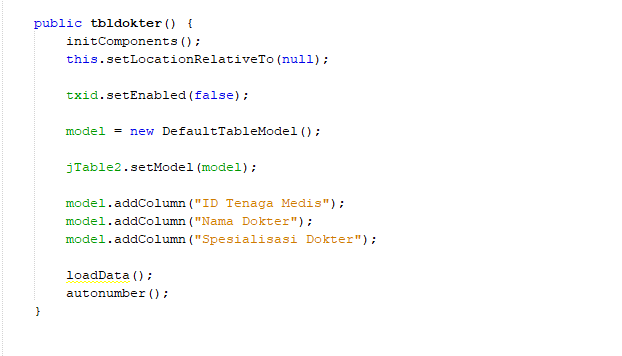 public tbldokter() {
initComponents();
this.setLocationRelativeTo(null);
txid.setEnabled(false);
model = new DefaultTableModel();
jTable2.setModel(model);
model.addColumn("ID Tenaga Medis");
model.addColumn("Nama Dokter");
model.addColumn("Spesialisasi Dokter");
loadData();
autonumber();
}